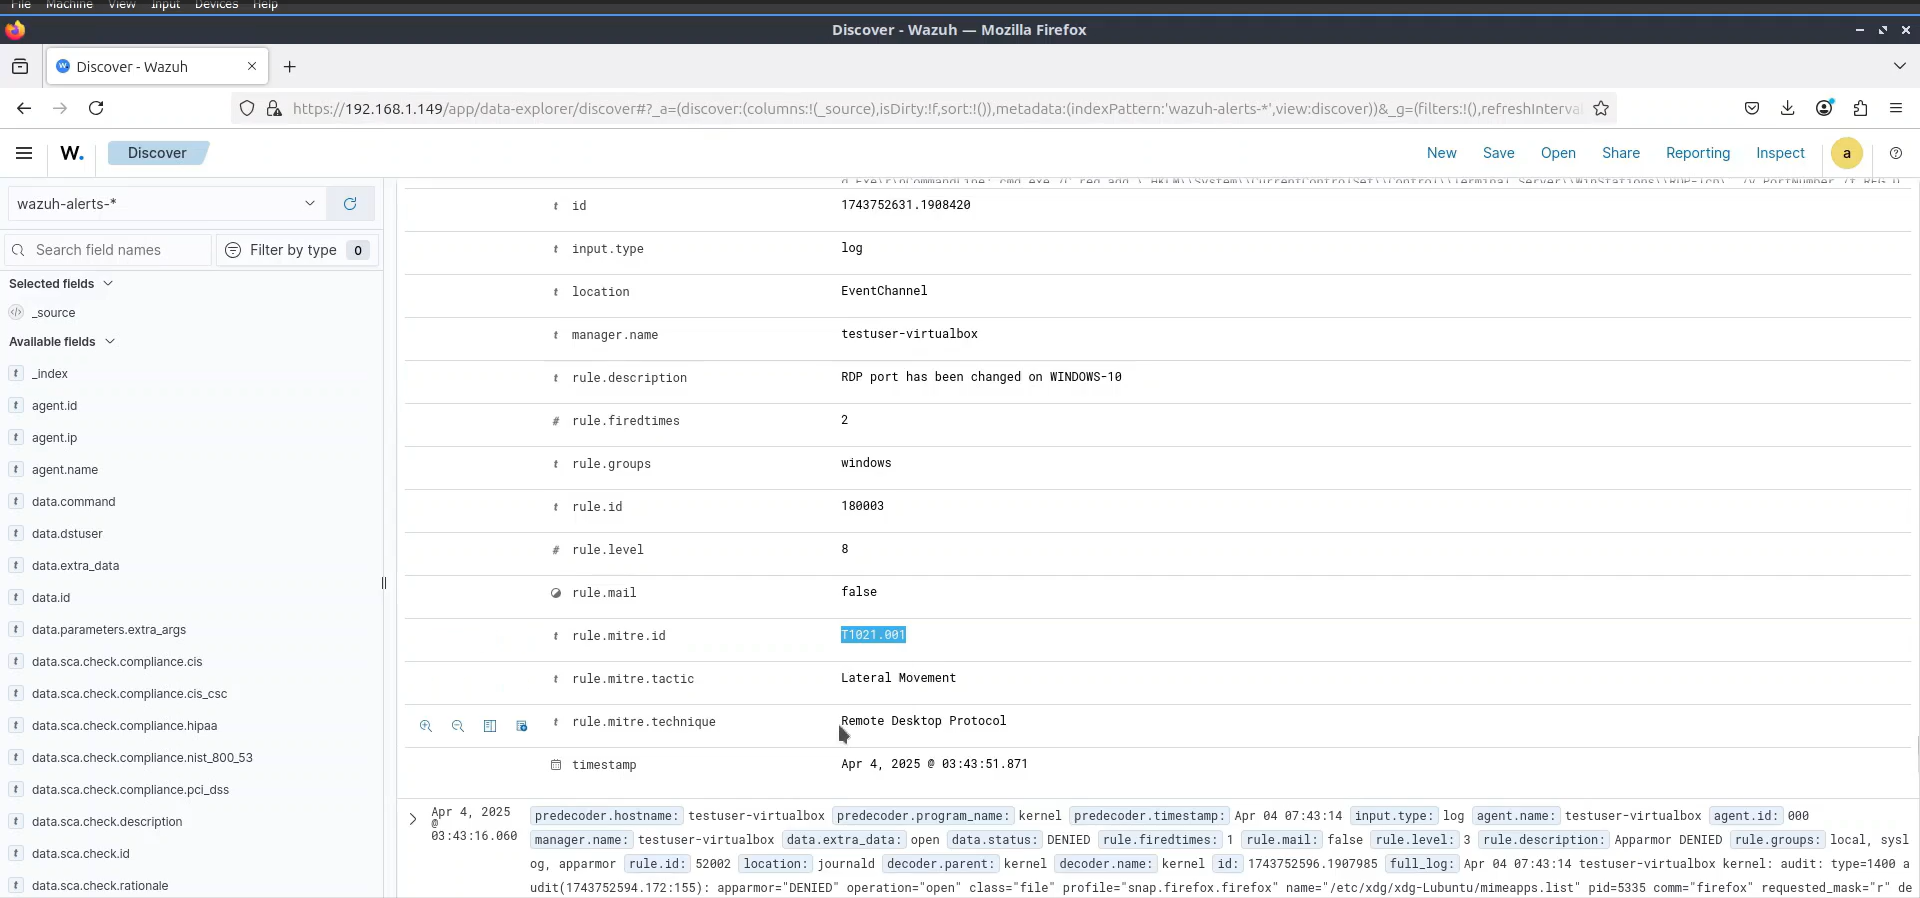 File Machine View Input Devices Help
Discover - Wazuh — Mozilla Firefox
Discover - Wazuh
https://192.168.1.149/app/data-explorer/discover#?_a=(discover:(columns:!(_source),isDirty:!f,sort:!()),metadata:(indexPattern:'wazuh-alerts-*',view:discover))&_g=(filters:!(),refreshInterva
W. Discover New Save Open Share Reporting Inspect a
wazuh-alerts-*
Search field names Filter by type 0
Selected fields
_source
Available fields
t _index
t agent.id
t agent.ip
t agent.name
t data.command
t data.dstuser
t data.extra_data
t data.id
t data.parameters.extra_args
t data.sca.check.compliance.cis
t data.sca.check.compliance.cis_csc
t data.sca.check.compliance.hipaa
t data.sca.check.compliance.nist_800_53
t data.sca.check.compliance.pci_dss
t data.sca.check.description
t data.sca.check.id
t data.sca.check.rationale
t id 1743752631.1908420
t input.type log
t location EventChannel
t manager.name testuser-virtualbox
t rule.description RDP port has been changed on WINDOWS-10
# rule.firedtimes 2
t rule.groups windows
t rule.id 180003
# rule.level 8
rule.mail false
t rule.mitre.id T1021.001
t rule.mitre.tactic Lateral Movement
t rule.mitre.technique Remote Desktop Protocol
timestamp Apr 4, 2025 @ 03:43:51.871
Apr 4, 2025
@
03:43:16.060
predecoder.hostname: testuser-virtualbox predecoder.program_name: kernel predecoder.timestamp: Apr 04 07:43:14 input.type: log agent.name: testuser-virtualbox agent.id: 000
manager.name: testuser-virtualbox data.extra_data: open data.status: DENIED rule.firedtimes: 1 rule.mail: false rule.level: 3 rule.description: Apparmor DENIED rule.groups: local, sysl
og, apparmor rule.id: 52002 location: journald decoder.parent: kernel decoder.name: kernel id: 1743752596.1907985 full_log: Apr 04 07:43:14 testuser-virtualbox kernel: audit: type=1400 a
udit(1743752594.172:155): apparmor="DENIED" operation="open" class="file" profile="snap.firefox.firefox" name="/etc/xdg/xdg-Lubuntu/mimeapps.list" pid=5335 comm="firefox" requested_mask="r" de